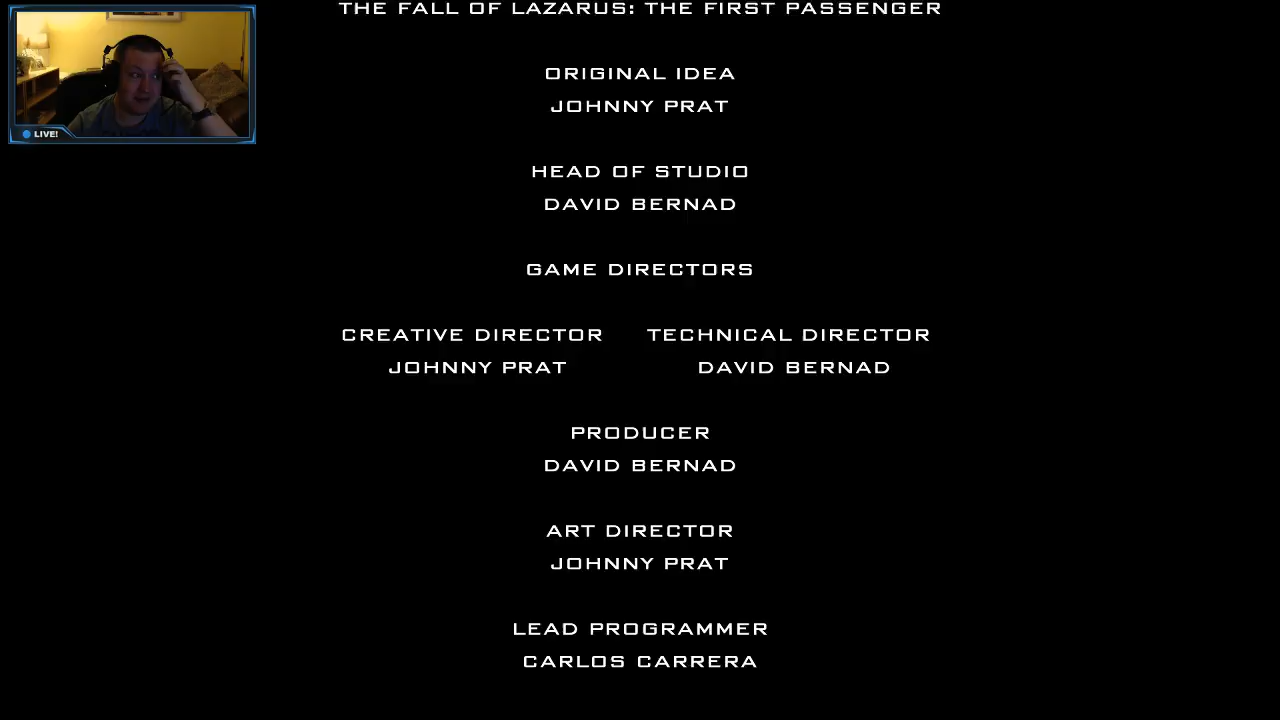 THE FALL OF LAZARUS: THE FIRST PASSENGER
LIVE!
ORIGINAL IDEA
JOHNNY PRAT
HEAD OF STUDIO
DAVID BERNAD
GAME DIRECTORS
CREATIVE DIRECTOR TECHNICAL DIRECTOR
JOHNNY PRAT DAVID BERNAD
PRODUCER
DAVID BERNAD
ART DIRECTOR
JOHNNY PRAT
LEAD PROGRAMMER
CARLOS CARRERA